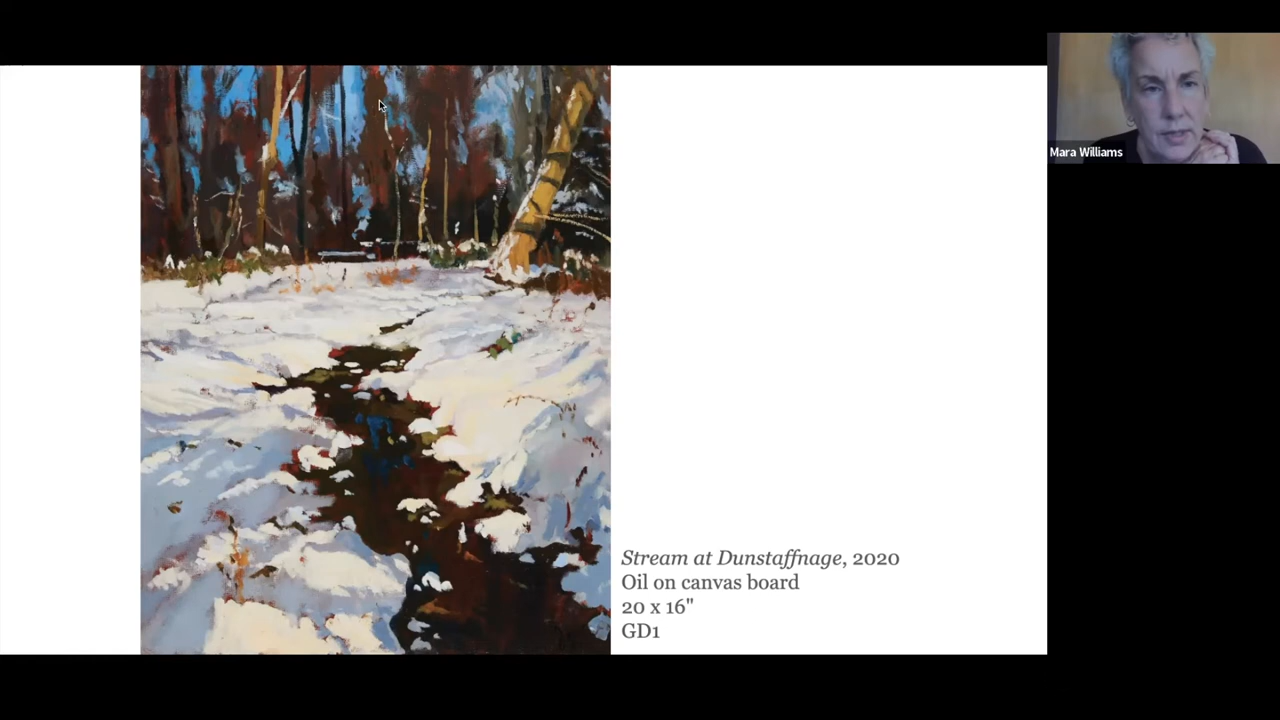 Mara Williams
Stream at Dunstaffnage, 2020
Oil on canvas board
20 x 16"
GD1